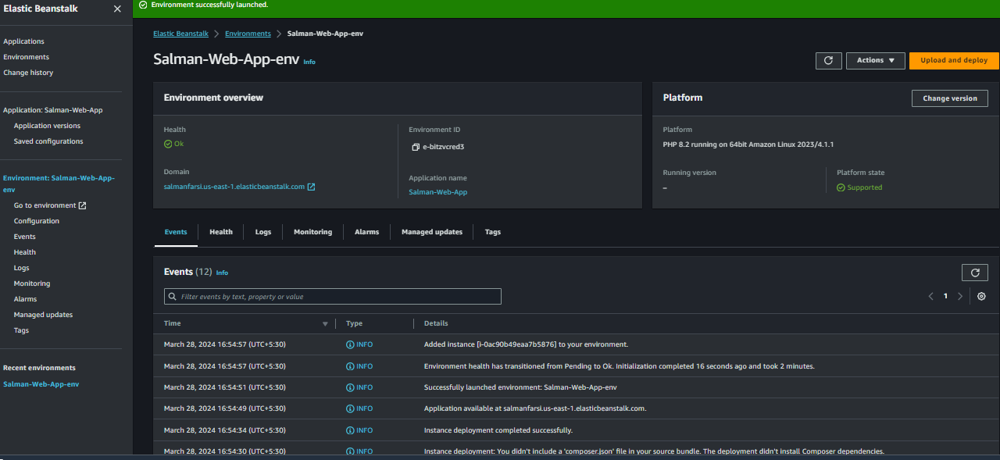 Elastic Beanstalk
Environment successfully launched.
Applications
Environments
Change history
Application: Salman-Web-App
Application versions
Saved configurations
Environment: Salman-Web-App-
env
Go to environment
Configuration
Events
Health
Logs
Monitoring
Alarms
Managed updates
Tags
Recent environments
Salman-Web-App-env
Elastic Beanstalk > Environments > Salman-Web-App-env
Salman-Web-App-env Info
Actions Upload and deploy
Environment overview
Health
Ok
Domain
salmanfarsi.us-east-1.elasticbeanstalk.com
Environment ID
e-bitzvcred3
Application name
Salman-Web-App
Platform Change version
Platform
PHP 8.2 running on 64bit Amazon Linux 2023/4.1.1
Running version
–
Platform state
Supported
Events Health Logs Monitoring Alarms Managed updates Tags
Events (12) Info
Filter events by text, property or value
1
Time Type Details
March 28, 2024 16:54:57 (UTC+5:30) INFO Added instance [i-0ac90b49eaa7b5876] to your environment.
March 28, 2024 16:54:57 (UTC+5:30) INFO Environment health has transitioned from Pending to Ok. Initialization completed 16 seconds ago and took 2 minutes.
March 28, 2024 16:54:51 (UTC+5:30) INFO Successfully launched environment: Salman-Web-App-env
March 28, 2024 16:54:49 (UTC+5:30) INFO Application available at salmanfarsi.us-east-1.elasticbeanstalk.com.
March 28, 2024 16:54:34 (UTC+5:30) INFO Instance deployment completed successfully.
March 28, 2024 16:54:30 (UTC+5:30) INFO Instance deployment: You didn't include a 'composer.json' file in your source bundle. The deployment didn't install Composer dependencies.